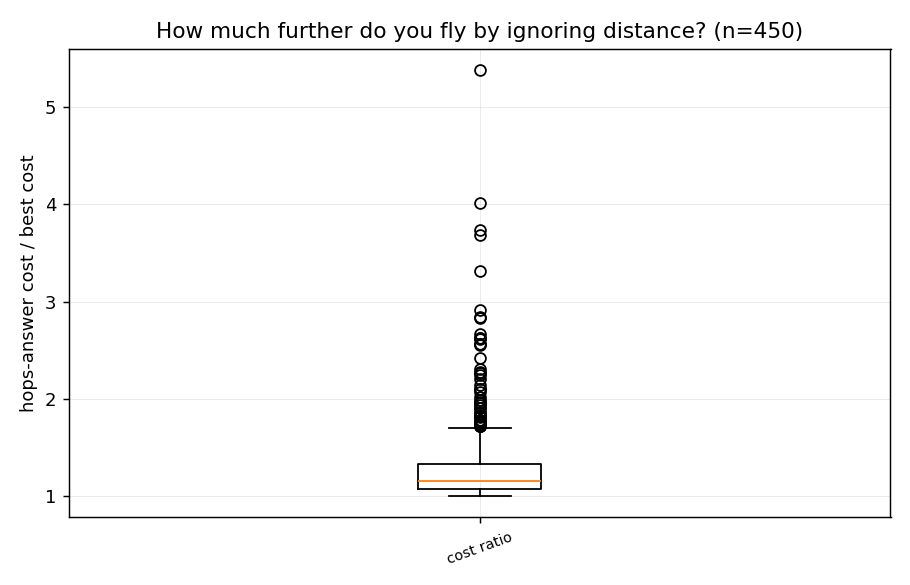 How much further do you fly by ignoring distance? (n=450)
hops-answer cost / best cost
5
4
3
2
1
cost ratio